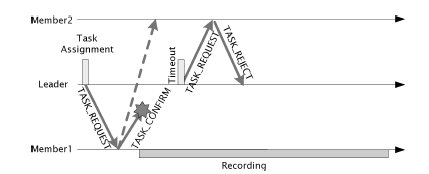 Member2
Task
Assignment
Timeout
TASK_REQUEST
TASK_REJECT
Leader
TASK_REQUEST
TASK_CONFIRM
Member1
Recording